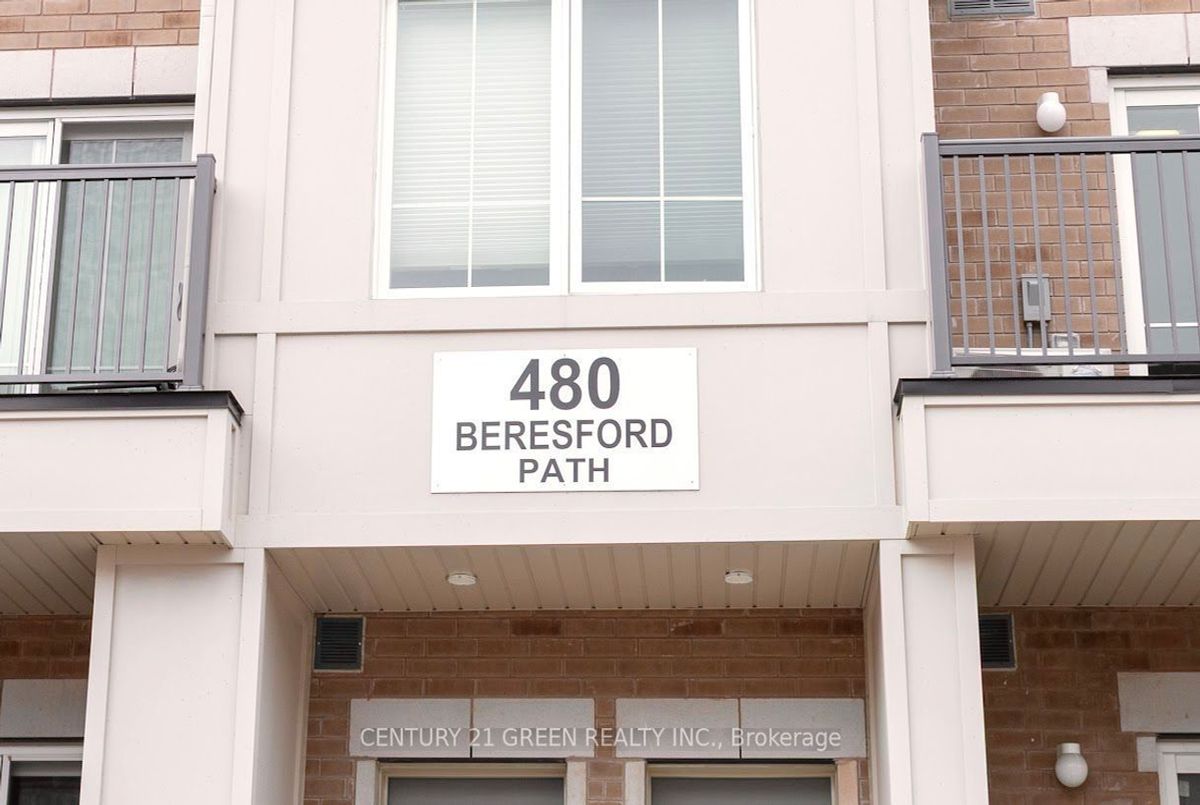 480
BERESFORD
PATH
CENTURY 21 GREEN REALTY INC., Brokerage